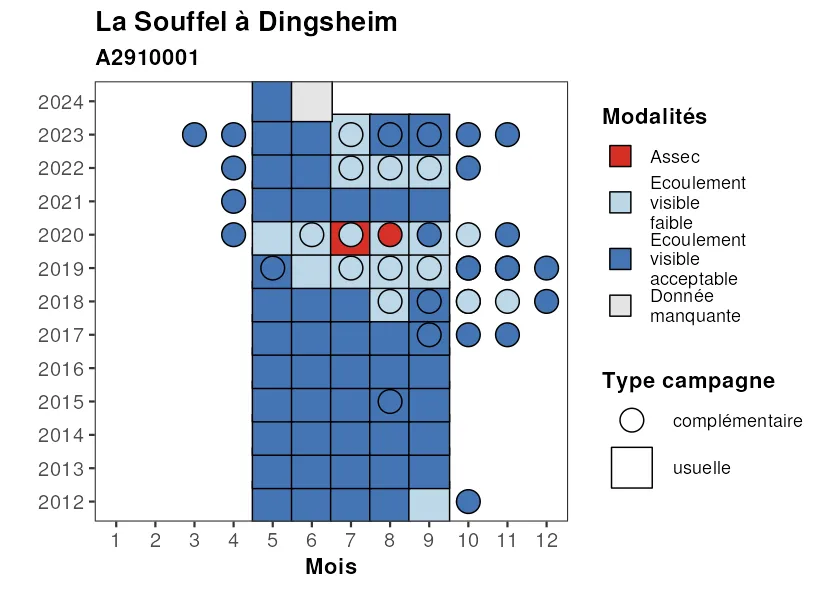 La Souffel à Dingsheim
A2910001
2024
2023
2022
2021
2020
2019
2018
2017
2016
2015
2014
2013
2012
1 2 3 4 5 6 7 8 9 10 11 12
Mois
Modalités
Assec
Ecoulement
visible
faible
Ecoulement
visible
acceptable
Donnée
manquante
Type campagne
complémentaire
usuelle